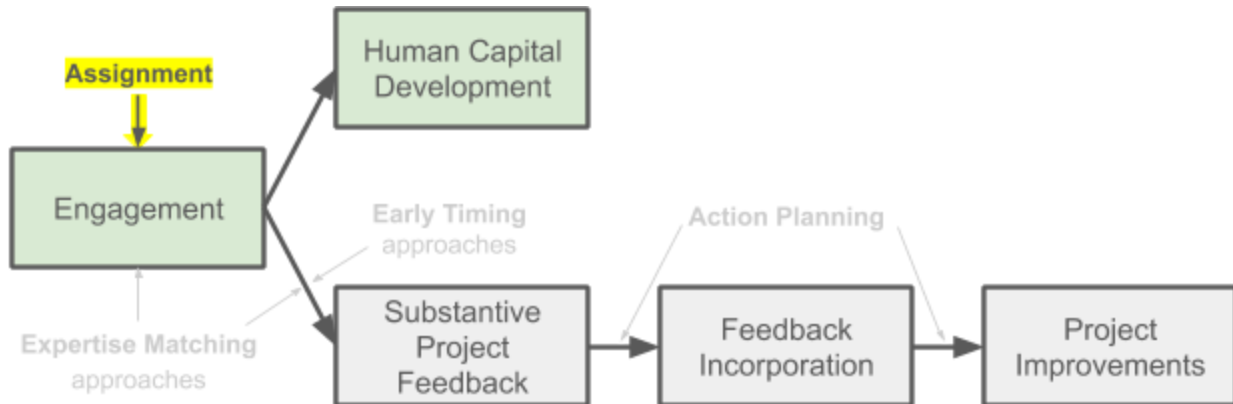 Assignment
Engagement
Human Capital
Development
Early Timing
approaches
Action Planning
Expertise Matching
approaches
Substantive
Project
Feedback
Feedback
Incorporation
Project
Improvements